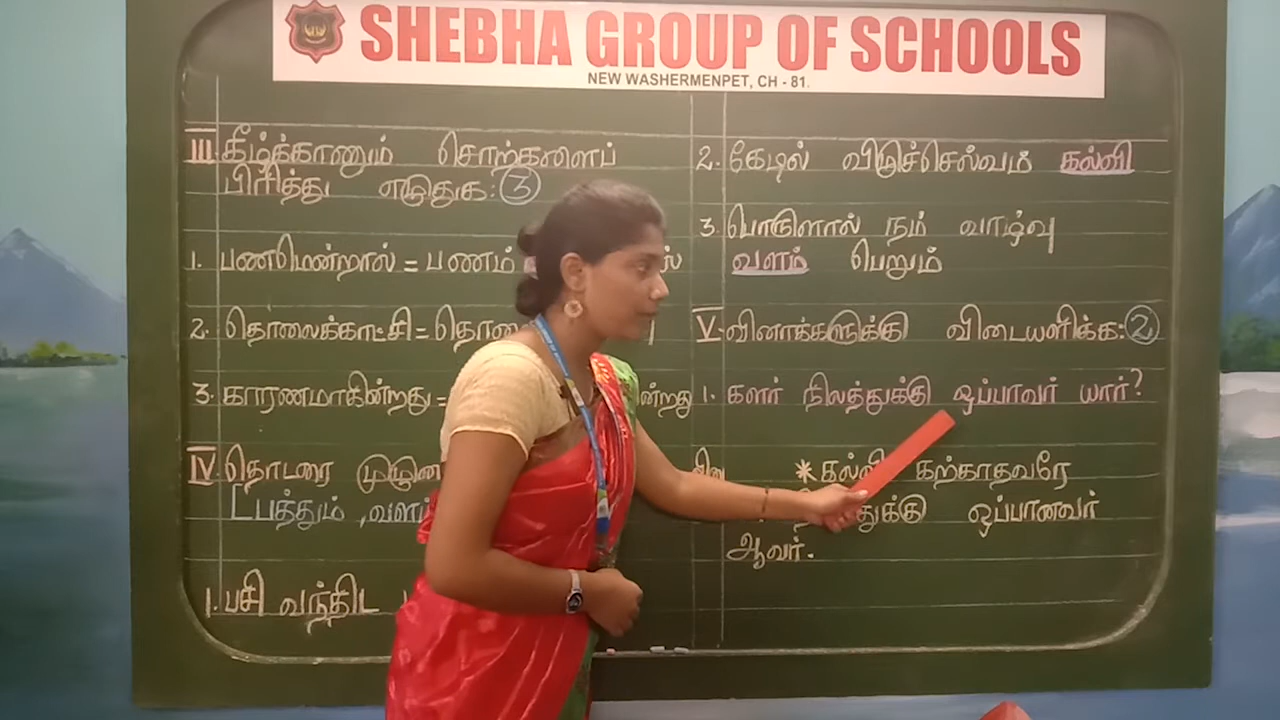 SHEBHA GROUP OF SCHOOLS
NEW WASHERMENPET, CH - 81.
III கீழ்க்காணும் சொற்களைப்
பிரித்து எழுதுக: 3
1. பணமென்றால் = பணம்
2. தொலைக்காட்சி =
3. காரணமாகின்றது =
IV தொடரை
பத்தும்,
1. பசி வந்திட
2. கேடில் விழுச்செல்வம் கல்வி
3. பொருளால் நம் வாழ்வு
வளம் பெறும்
V. வினாக்களுக்கு விடையளிக்க: 2
1. களர் நிலத்துக்கு ஒப்பாவர் யார்?
* கல்வி கற்காதவரே
ஒப்பானவர்
ஆவர்.